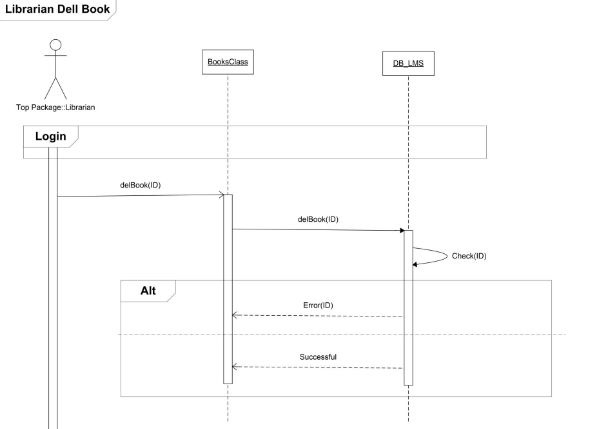 Librarian Dell Book
BooksClass
DB_LMS
Top Package::Librarian
Login
delBook(ID)
delBook(ID)
Check(ID)
Alt
Error(ID)
Successful